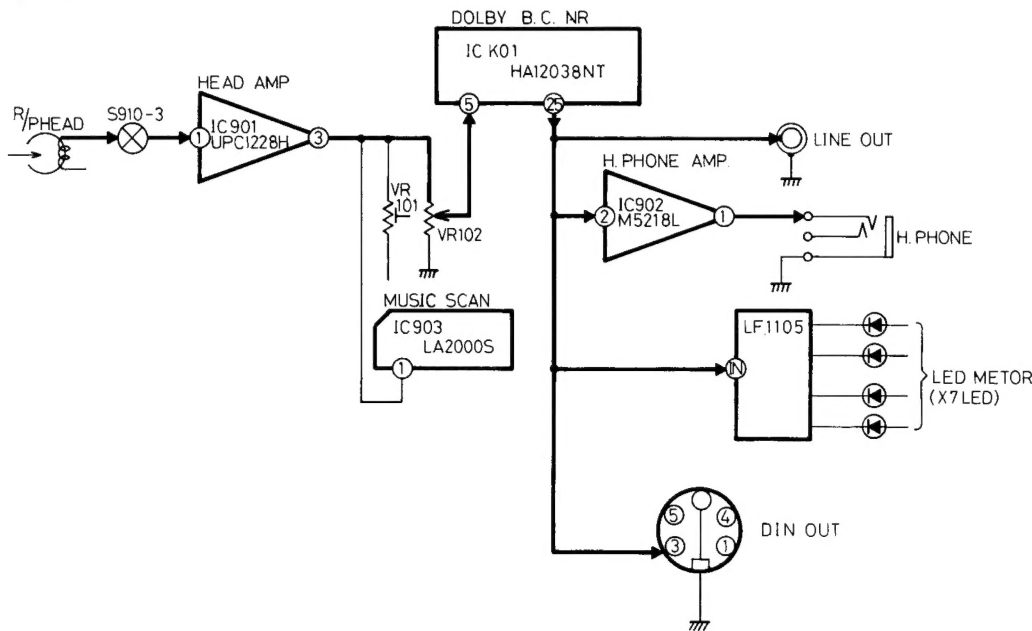 DOLBY B.C. NR
IC K01
HA12038NT
5
25
HEAD AMP
R/PHEAD
S910-3
1
IC901
UPC1228H
3
VR
101
VR102
LINE OUT
H.PHONE AMP.
2
IC902
M5218L
1
H.PHONE
MUSIC SCAN
IC903
LA2000S
1
LF1105
IN
LED METOR
(X7LED)
5
4
3
1
DIN OUT